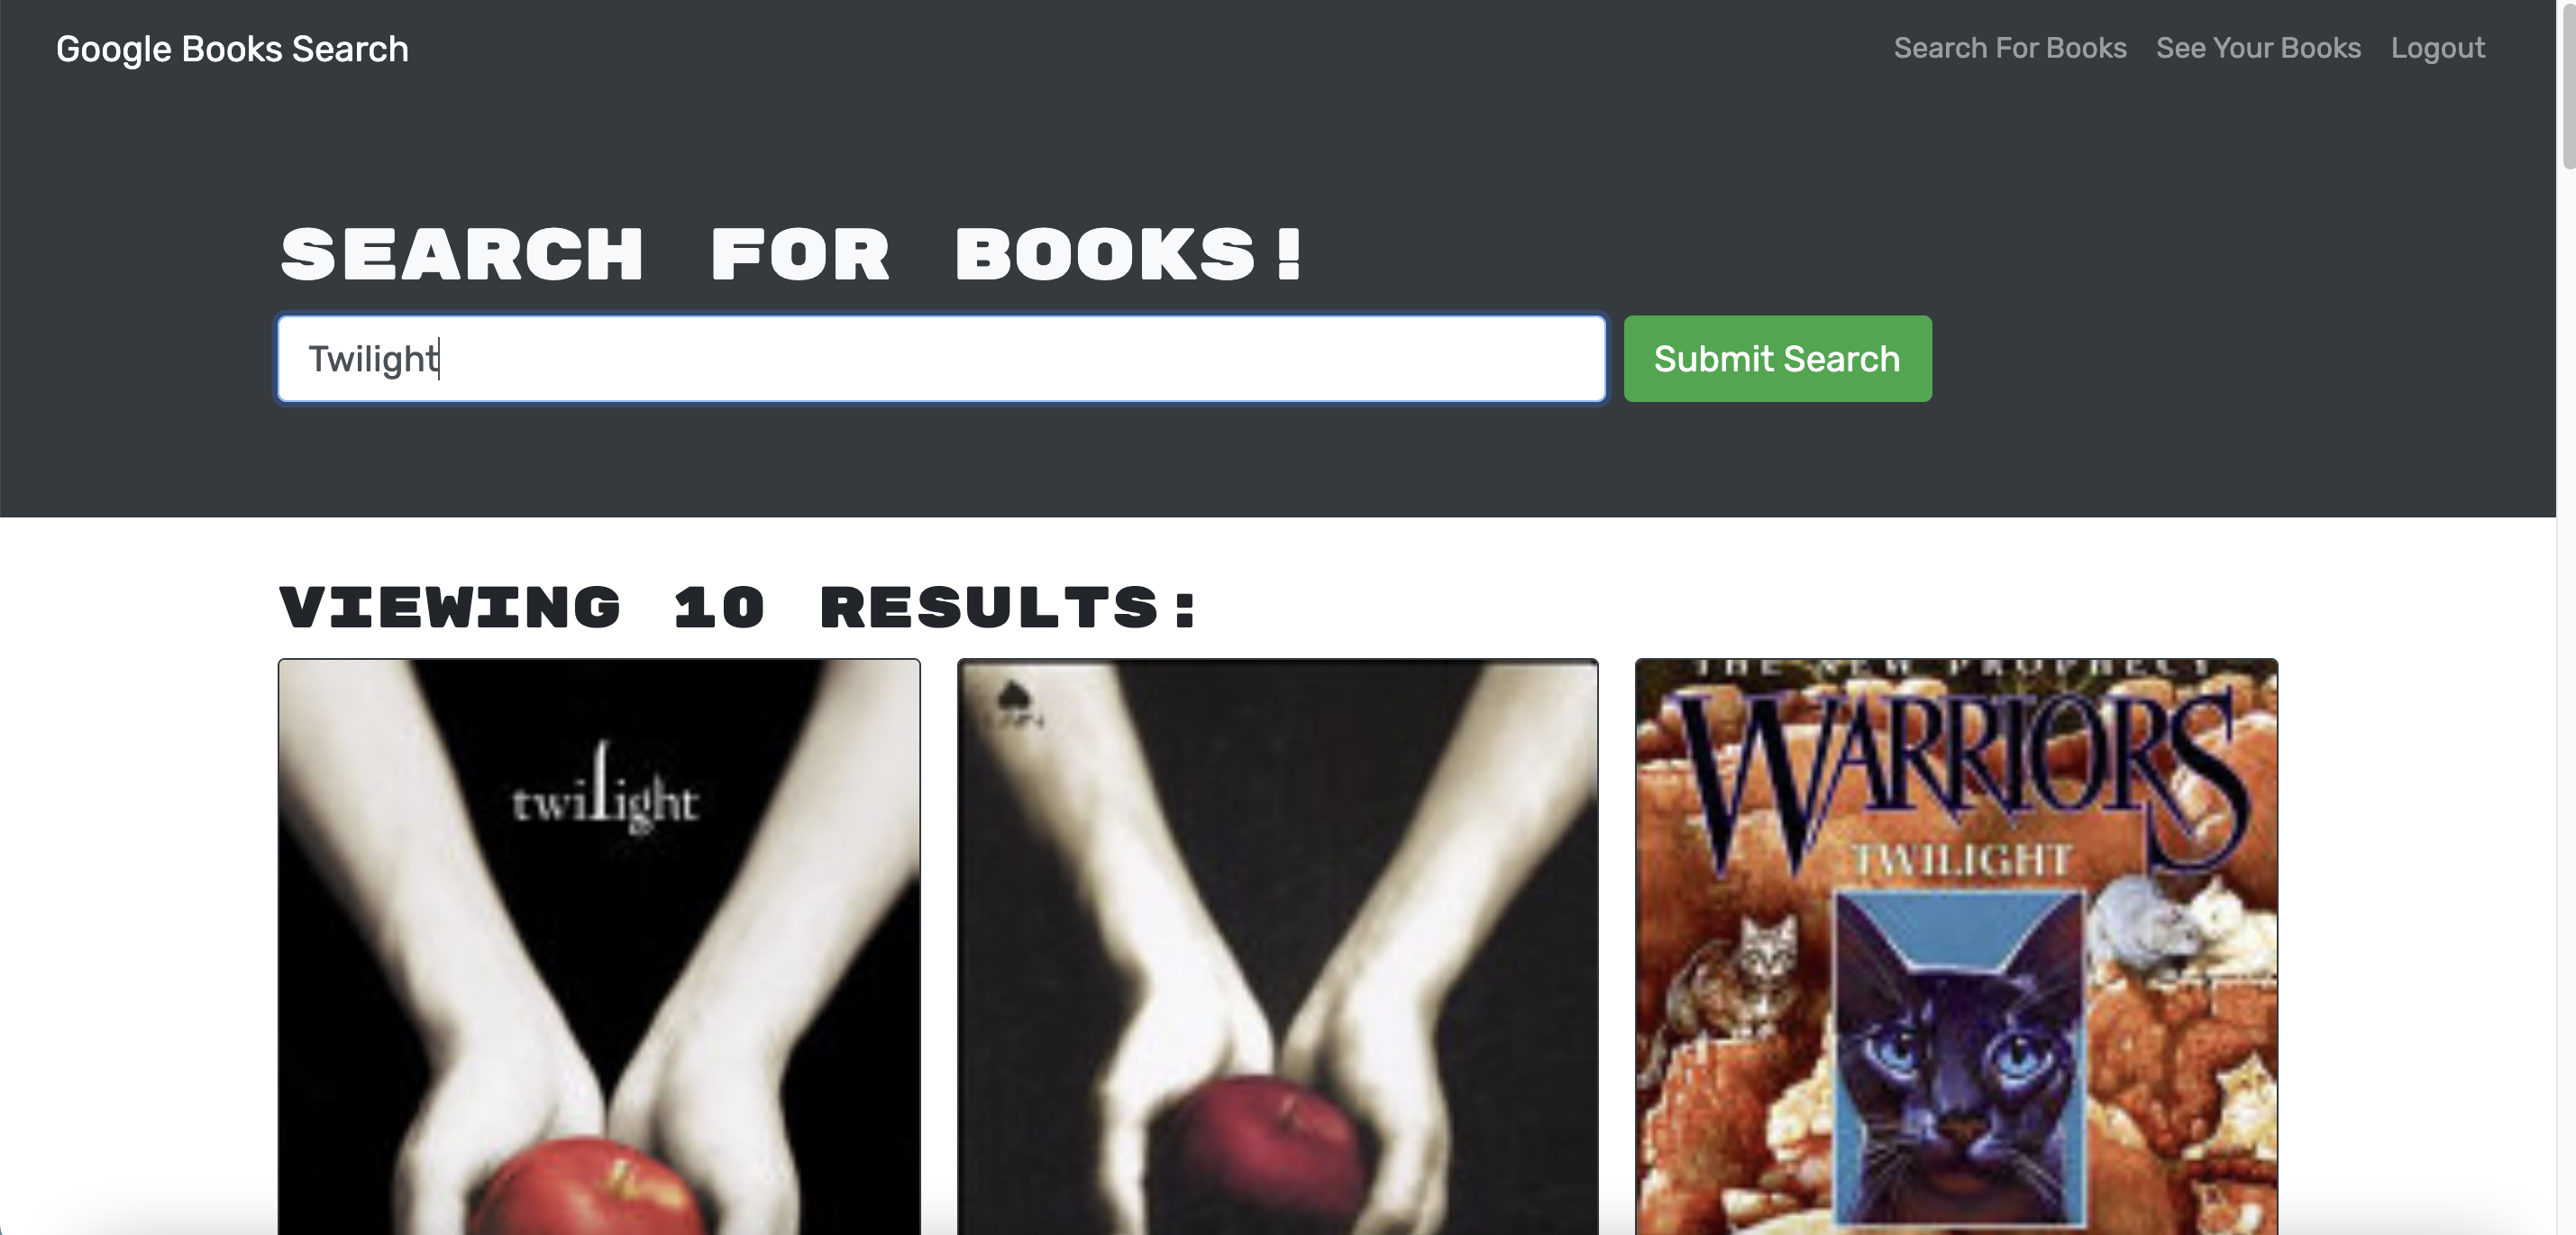 Google Books Search
Search For Books
See Your Books
Logout
SEARCH FOR BOOKS!
Twilight
Submit Search
VIEWING 10 RESULTS:
twilight
THE NEW PROPHECY
WARRIORS
TWILIGHT